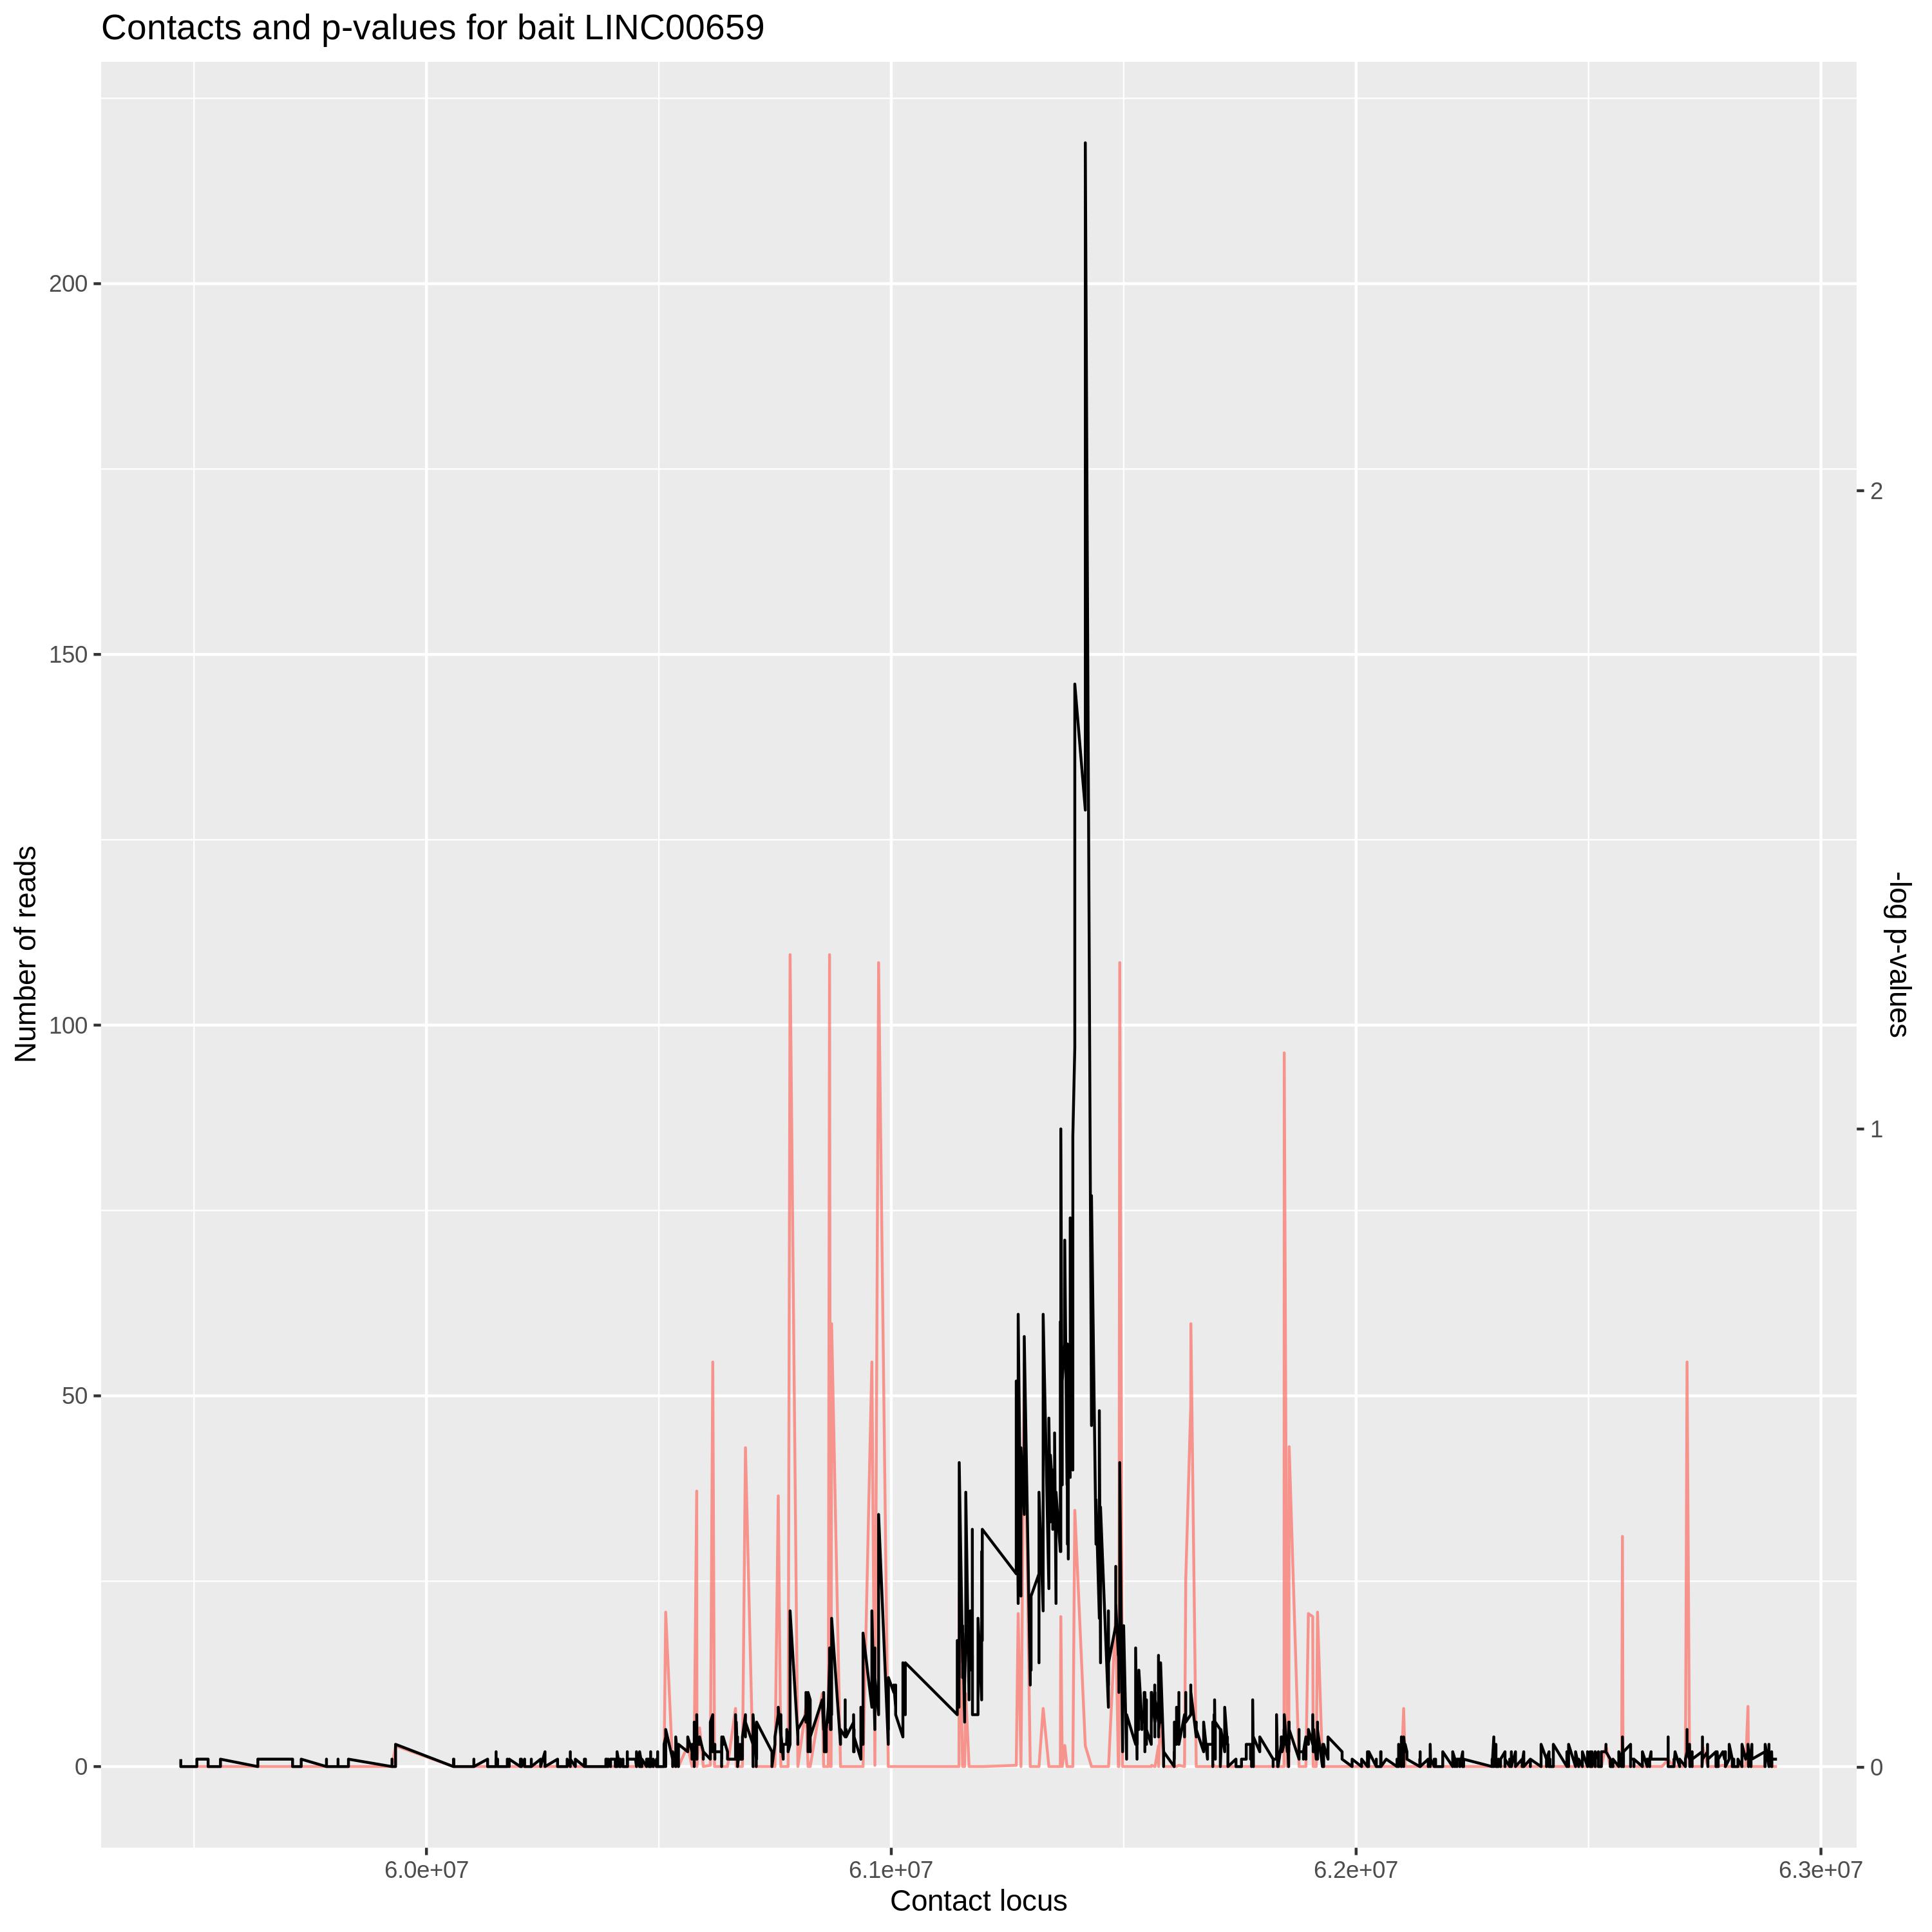 Contacts and p-values for bait LINC00659
200
150
100
50
0
Number of reads
2
1
0
-log p-values
6.0e+07
6.1e+07
6.2e+07
6.3e+07
Contact locus